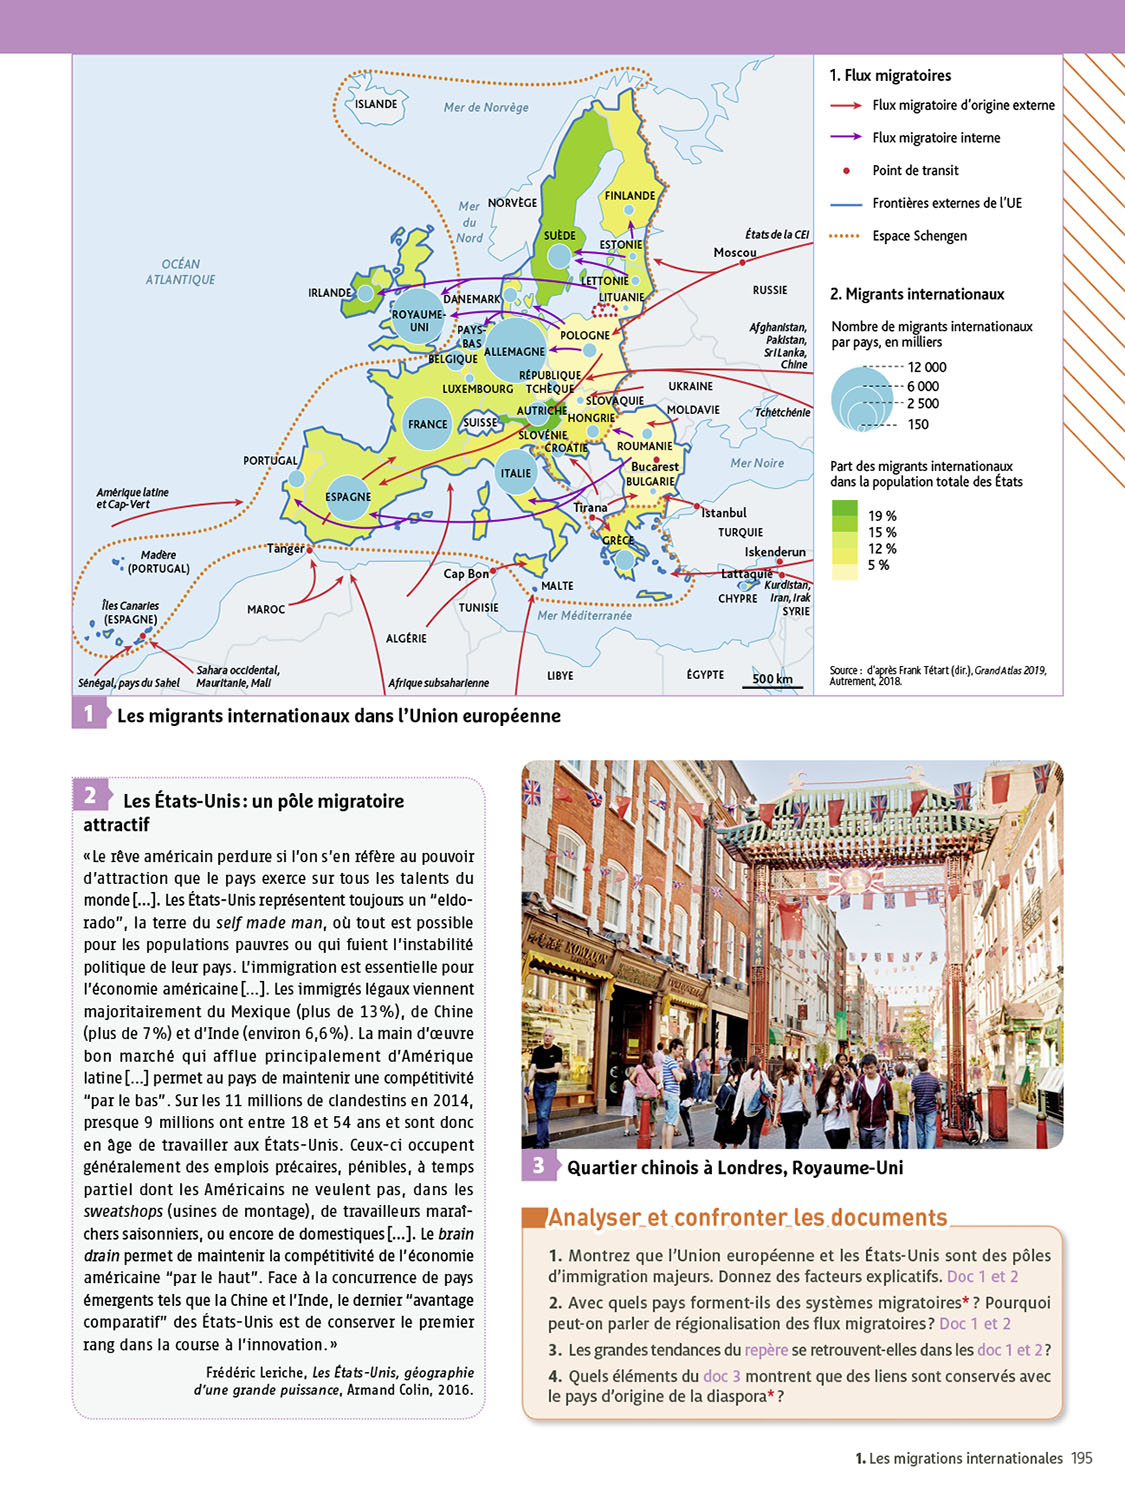 ISLANDE
Mer de Norvège
NORVÈGE
Mer
du
Nord
FINLANDE
SUÈDE
ESTONIE
États de la CEI
Moscou
OCÉAN
ATLANTIQUE
LETTONIE
IRLANDE
DANEMARK
LITUANIE
RUSSIE
ROYAUME-
UNI
PAYS-
BAS
POLOGNE
Afghanistan,
Pakistan,
Sri Lanka,
Chine
ALLEMAGNE
BELGIQUE
LUXEMBOURG
RÉPUBLIQUE
TCHÈQUE
UKRAINE
SLOVAQUIE
MOLDAVIE
Tchétchénie
AUTRICHE
FRANCE
SUISSE
HONGRIE
SLOVÉNIE
CROATIE
ROUMANIE
PORTUGAL
ITALIE
Bucarest
BULGARIE
Mer Noire
ESPAGNE
Amérique latine
et Cap-Vert
Tirana
Istanbul
TURQUIE
GRÈCE
Tanger
Iskenderun
Madère
(PORTUGAL)
Cap Bon
MALTE
Lattaquié
CHYPRE
Kurdistan,
Iran, Irak
SYRIE
Îles Canaries
(ESPAGNE)
MAROC
TUNISIE
Mer Méditerranée
ALGÉRIE
Sahara occidental,
Mauritanie, Mali
Sénégal, pays du Sahel
Afrique subsaharienne
LIBYE
ÉGYPTE
500 km
1. Flux migratoires
Flux migratoire d'origine externe
Flux migratoire interne
Point de transit
Frontières externes de l'UE
Espace Schengen
2. Migrants internationaux
Nombre de migrants internationaux
par pays, en milliers
12 000
6 000
2 500
150
Part des migrants internationaux
dans la population totale des États
19 %
15 %
12 %
5 %
Source : d'après Frank Tétart (dir.), Grand Atlas 2019,
Autrement, 2018.
1 Les migrants internationaux dans l'Union européenne
2 Les États-Unis : un pôle migratoire
attractif
« Le rêve américain perdure si l'on s'en réfère au pouvoir
d'attraction que le pays exerce sur tous les talents du
monde [...]. Les États-Unis représentent toujours un “eldo-
rado”, la terre du self made man, où tout est possible
pour les populations pauvres ou qui fuient l'instabilité
politique de leur pays. L'immigration est essentielle pour
l'économie américaine [...]. Les immigrés légaux viennent
majoritairement du Mexique (plus de 13 %), de Chine
(plus de 7 %) et d'Inde (environ 6,6 %). La main d'œuvre
bon marché qui afflue principalement d'Amérique
latine [...] permet au pays de maintenir une compétitivité
“par le bas”. Sur les 11 millions de clandestins en 2014,
presque 9 millions ont entre 18 et 54 ans et sont donc
en âge de travailler aux États-Unis. Ceux-ci occupent
généralement des emplois précaires, pénibles, à temps
partiel dont les Américains ne veulent pas, dans les
sweatshops (usines de montage), de travailleurs maraî-
chers saisonniers, ou encore de domestiques [...]. Le brain
drain permet de maintenir la compétitivité de l'économie
américaine “par le haut”. Face à la concurrence de pays
émergents tels que la Chine et l'Inde, le dernier “avantage
comparatif” des États-Unis est de conserver le premier
rang dans la course à l'innovation. »
Frédéric Leriche, Les États-Unis, géographie
d'une grande puissance, Armand Colin, 2016.
3 Quartier chinois à Londres, Royaume-Uni
Analyser et confronter les documents
1. Montrez que l'Union européenne et les États-Unis sont des pôles
d'immigration majeurs. Donnez des facteurs explicatifs. Doc 1 et 2
2. Avec quels pays forment-ils des systèmes migratoires* ? Pourquoi
peut-on parler de régionalisation des flux migratoires ? Doc 1 et 2
3. Les grandes tendances du repère se retrouvent-elles dans les doc 1 et 2 ?
4. Quels éléments du doc 3 montrent que des liens sont conservés avec
le pays d'origine de la diaspora* ?
1. Les migrations internationales 195